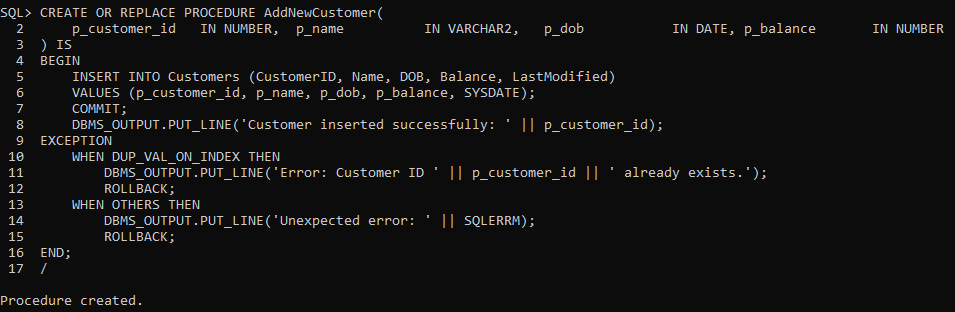 SQL> CREATE OR REPLACE PROCEDURE AddNewCustomer(
  2      p_customer_id   IN NUMBER,  p_name          IN VARCHAR2,   p_dob           IN DATE, p_balance       IN NUMBER
  3  ) IS
  4  BEGIN
  5      INSERT INTO Customers (CustomerID, Name, DOB, Balance, LastModified)
  6      VALUES (p_customer_id, p_name, p_dob, p_balance, SYSDATE);
  7      COMMIT;
  8      DBMS_OUTPUT.PUT_LINE('Customer inserted successfully: ' || p_customer_id);
  9  EXCEPTION
 10      WHEN DUP_VAL_ON_INDEX THEN
 11          DBMS_OUTPUT.PUT_LINE('Error: Customer ID ' || p_customer_id || ' already exists.');
 12          ROLLBACK;
 13      WHEN OTHERS THEN
 14          DBMS_OUTPUT.PUT_LINE('Unexpected error: ' || SQLERRM);
 15          ROLLBACK;
 16  END;
 17  /
Procedure created.